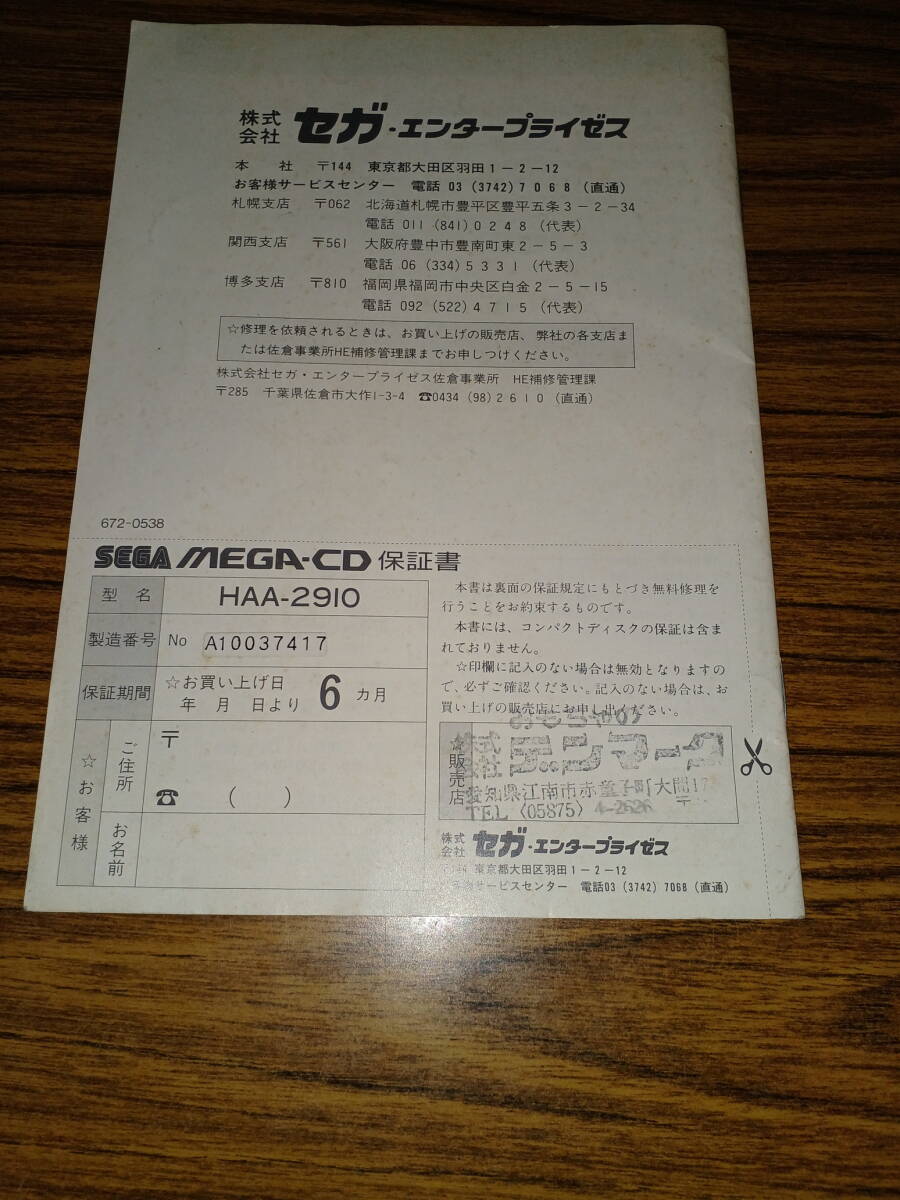 株式会社 セガ・エンタープライゼス
本社 〒144 東京都大田区羽田1-2-12
お客様サービスセンター 電話 03(3742)7068(直通)
札幌支店 〒062 北海道札幌市豊平区豊平五条3-2-34
電話 011(841)0248(代表)
関西支店 〒561 大阪府豊中市豊南町東2-5-3
電話 06(334)5331(代表)
博多支店 〒810 福岡県福岡市中央区白金2-5-15
電話 092(522)4715(代表)
☆修理を依頼されるときは、お買い上げの販売店、弊社の各支店ま
たは佐倉事業所HE補修管理課までお申しつけください。
株式会社セガ・エンタープライゼス佐倉事業所 HE補修管理課
〒285 千葉県佐倉市大作1-3-4 ☎0434(98)2610(直通)
672-0538
SEGA MEGA-CD 保証書
型名 HAA-2910
製造番号 No A10037417
保証期間 ☆お買い上げ日
年 月 日より 6 カ月
☆お客様
ご住所 〒
☎ ( )
お名前
本書は裏面の保証規定にもとづき無料修理を
行うことをお約束するものです。
本書には、コンパクトディスクの保証は含ま
れておりません。
☆印欄に記入のない場合は無効となりますの
で、必ずご確認ください。記入のない場合は、お
買い上げの販売店にお申し出ください。
☆販売店
おもちゃの
株式会社 デンマーク
愛知県江南市赤童子町大間
TEL (05875) 4-2626
株式会社 セガ・エンタープライゼス
東京都大田区羽田1-2-12
サービスセンター 電話03(3742)7068(直通)